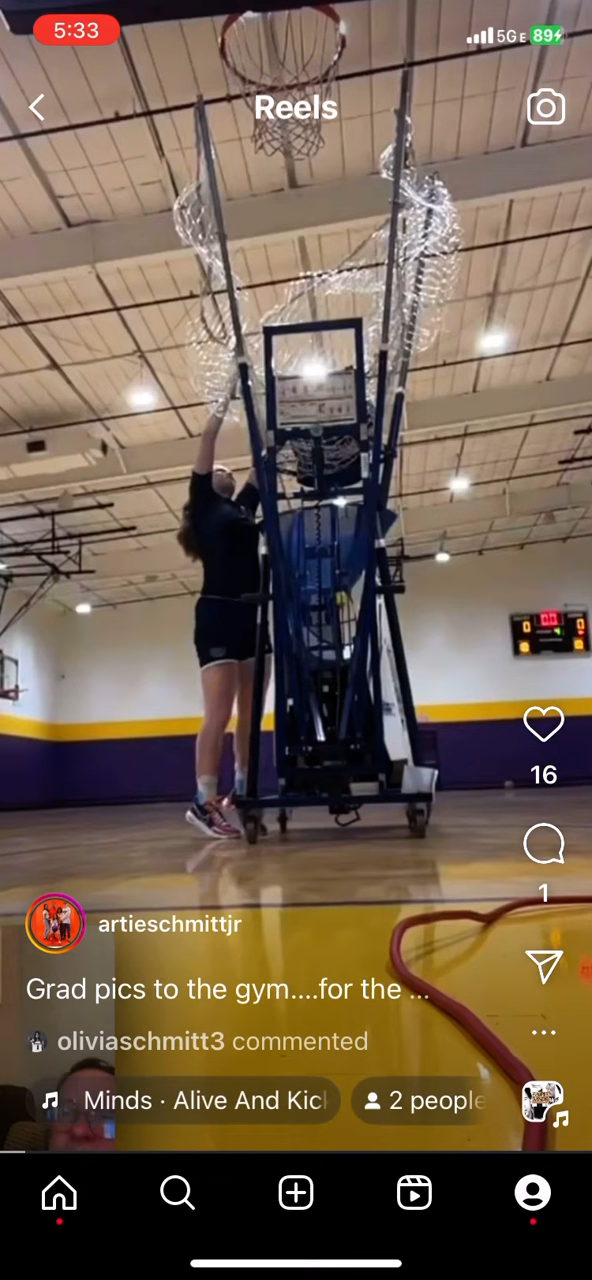 5:33
5G E 89
Reels
16
1
artieschmittjr
Grad pics to the gym....for the ...
oliviaschmitt3 commented
Minds · Alive And Kic
2 people